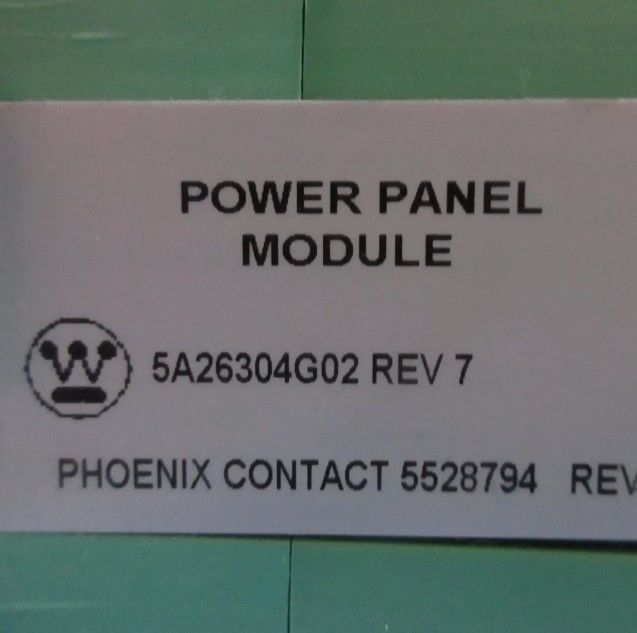 POWER PANEL
MODULE
5A26304G02 REV 7
PHOENIX CONTACT 5528794 REV